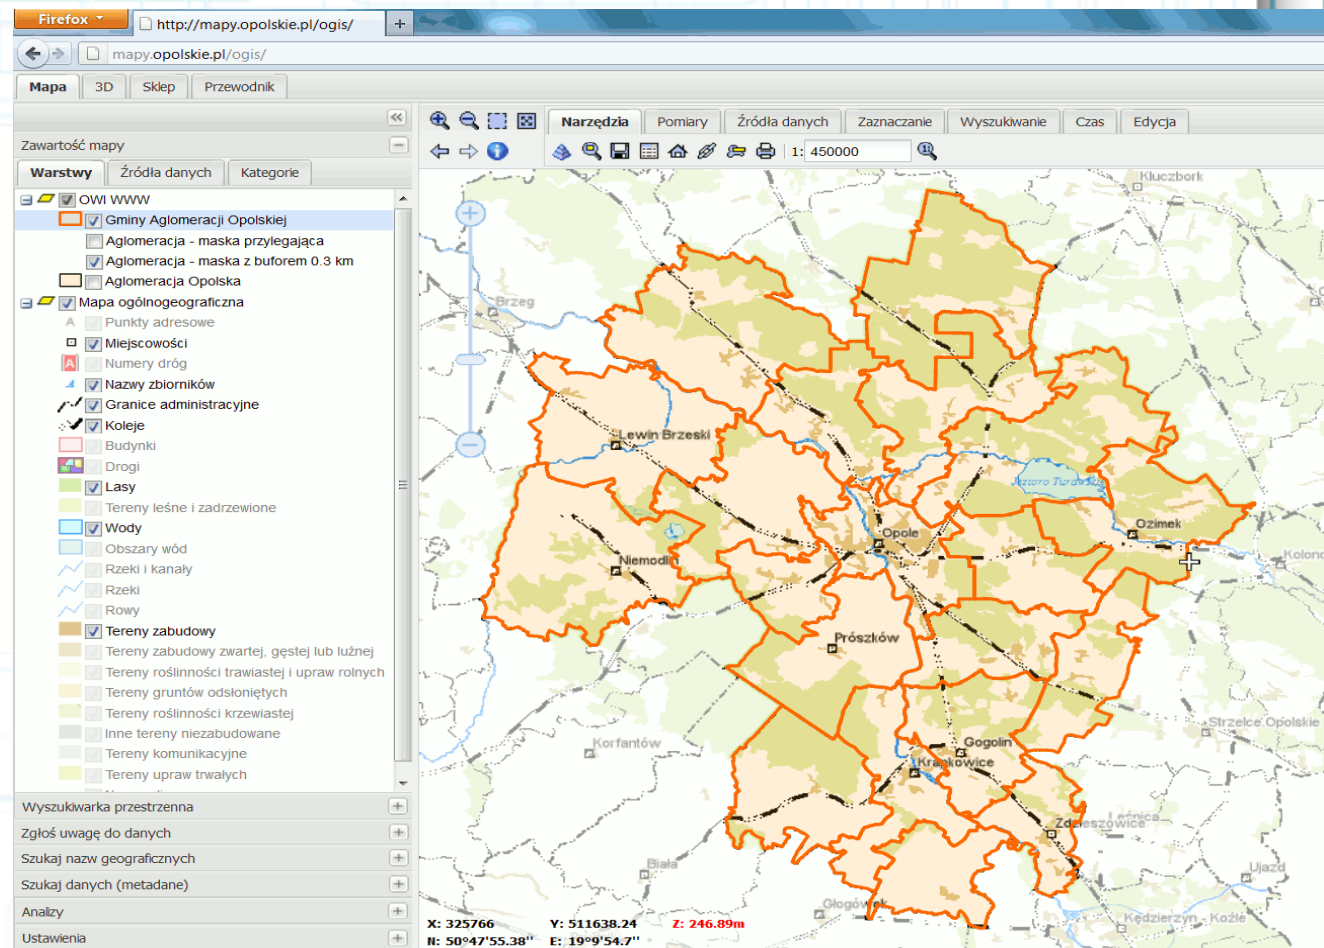 Firefox
http://mapy.opolskie.pl/ogis/
+
mapy.opolskie.pl/ogis/
Mapa 3D Sklep Przewodnik
Zawartość mapy
Warstwy Źródła danych Kategorie
OWI WWW
Gminy Aglomeracji Opolskiej
Aglomeracja - maska przylegająca
Aglomeracja - maska z buforem 0.3 km
Aglomeracja Opolska
Mapa ogólnogeograficzna
A Punkty adresowe
Miejscowości
A Numery dróg
Nazwy zbiorników
Granice administracyjne
Koleje
Budynki
Drogi
Lasy
Tereny leśne i zadrzewione
Wody
Obszary wód
Rzeki i kanały
Rzeki
Rowy
Tereny zabudowy
Tereny zabudowy zwartej, gęstej lub luźnej
Tereny roślinności trawiastej i upraw rolnych
Tereny gruntów odsłoniętych
Tereny roślinności krzewiastej
Inne tereny niezabudowane
Tereny komunikacyjne
Tereny upraw trwałych
Wyszukiwarka przestrzenna
Zgłoś uwagę do danych
Szukaj nazw geograficznych
Szukaj danych (metadane)
Analizy
Ustawienia
Narzędzia Pomiary Źródła danych Zaznaczanie Wyszukiwanie Czas Edycja
1: 450000
Kluczbork
Brzeg
Lewin Brzeski
Jezioro Turawskie
Ozimek
Opole
Kolono
Niemodlin
Prószków
Strzelce Opolskie
Korfantów
Gogolin
Krapkowice
Leśnica
Zdzieszowice
Biała
Ujazd
Głogówek
Kędzierzyn - Koźle
X: 325766 Y: 511638.24 Z: 246.89m
N: 50°47'55.38" E: 19°9'54.7"